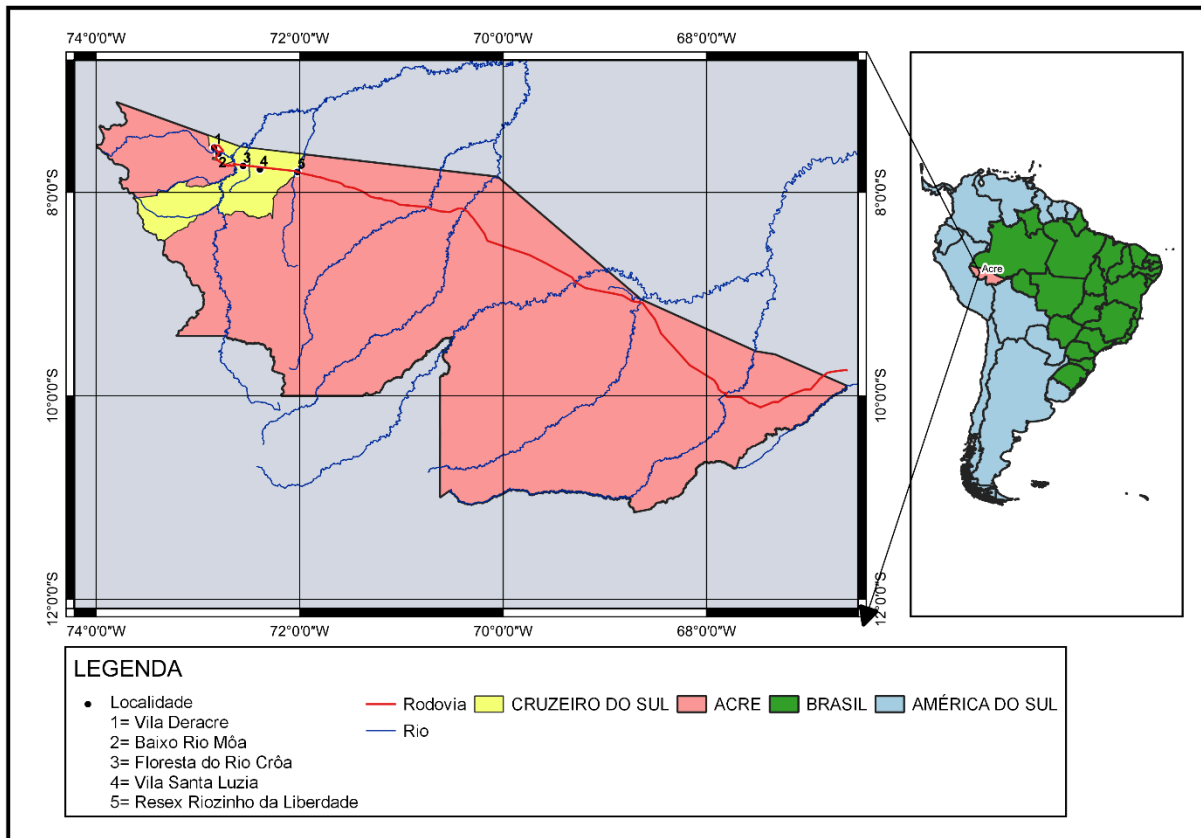 74°0'0"W 72°0'0"W 70°0'0"W 68°0'0"W
8°0'0"S 8°0'0"S
10°0'0"S 10°0'0"S
12°0'0"S 12°0'0"S
1
2 3 4 5
74°0'0"W 72°0'0"W 70°0'0"W 68°0'0"W
Acre
LEGENDA
Localidade
1= Vila Deracre
2= Baixo Rio Môa
3= Floresta do Rio Crôa
4= Vila Santa Luzia
5= Resex Riozinho da Liberdade
Rodovia CRUZEIRO DO SUL ACRE BRASIL AMÉRICA DO SUL
Rio